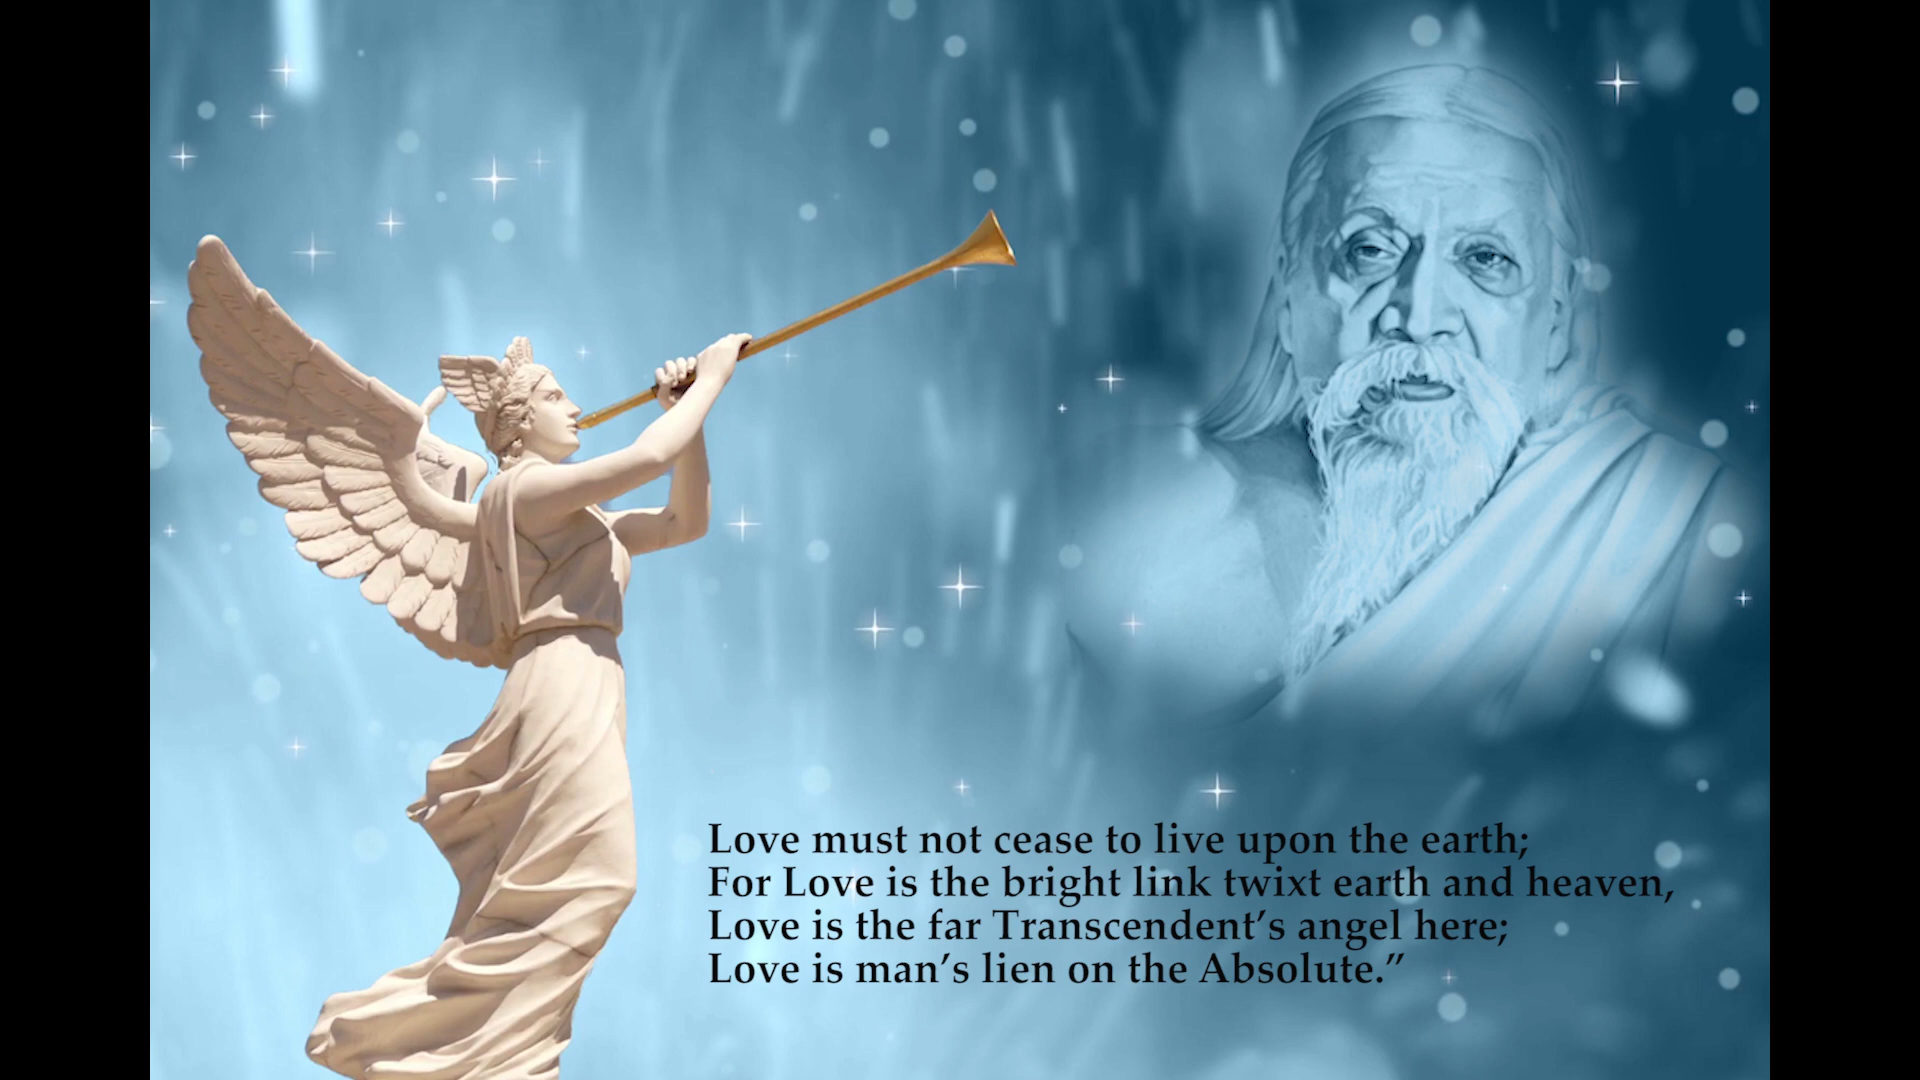 Love must not cease to live upon the earth;
For Love is the bright link twixt earth and heaven,
Love is the far Transcendent’s angel here;
Love is man’s lien on the Absolute.”